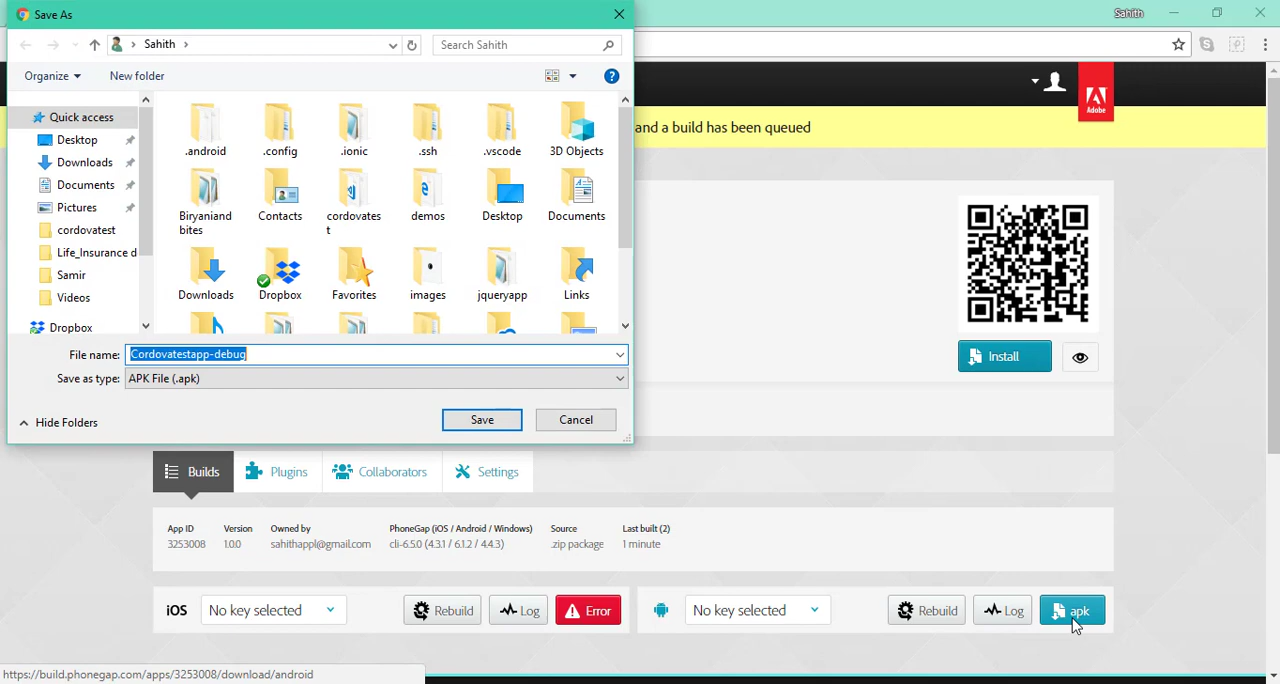 Save As
Sahith
Sahith
Search Sahith
Organize
New folder
Quick access
Desktop
Downloads
Documents
Pictures
cordovatest
Life_Insurance d
Samir
Videos
Dropbox
.android
.config
.ionic
.ssh
.vscode
3D Objects
Biryaniand
bites
Contacts
cordovates
t
demos
Desktop
Documents
Downloads
Dropbox
Favorites
images
jqueryapp
Links
File name: Cordovatestapp-debug
Save as type: APK File (.apk)
Hide Folders
Save
Cancel
Adobe
and a build has been queued
Install
Builds
Plugins
Collaborators
Settings
App ID
Version
Owned by
PhoneGap (iOS / Android / Windows)
Source
Last built (2)
3253008
1.0.0
sahithappl@gmail.com
cli-6.5.0 (4.3.1 / 6.1.2 / 4.4.3)
.zip package
1 minute
iOS
No key selected
Rebuild
Log
Error
No key selected
Rebuild
Log
apk
https://build.phonegap.com/apps/3253008/download/android